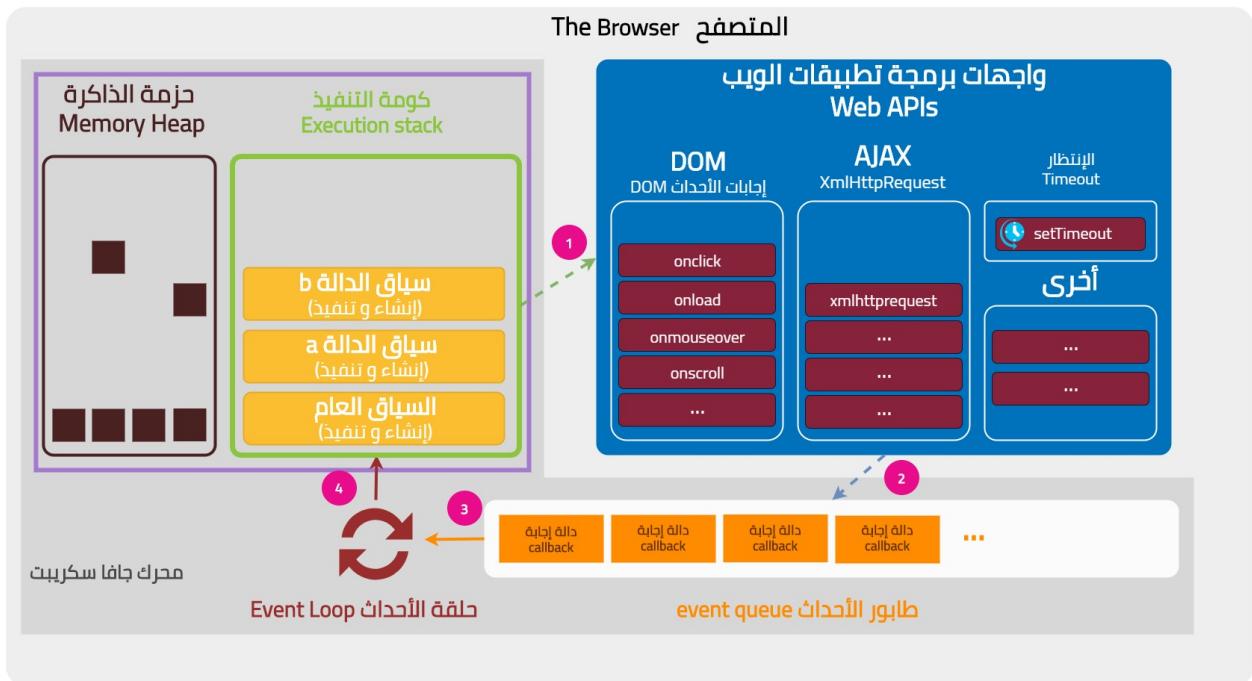 المتصفح The Browser
حزمة الذاكرة
Memory Heap
كومة التنفيذ
Execution stack
سياق الدالة b
(إنشاء و تنفيذ)
سياق الدالة a
(إنشاء و تنفيذ)
السياق العام
(إنشاء و تنفيذ)
1
واجهات برمجة تطبيقات الويب
Web APIs
DOM
إجابات الأحداث DOM
onclick
onload
onmouseover
onscroll
...
AJAX
XmlHttpRequest
xmlhttprequest
...
...
...
الإنتظار
Timeout
setTimeout
أخرى
...
...
2
4
3
دالة إجابة
callback
دالة إجابة
callback
دالة إجابة
callback
دالة إجابة
callback
...
محرك جافا سكريبت
حلقة الأحداث Event Loop
طابور الأحداث event queue